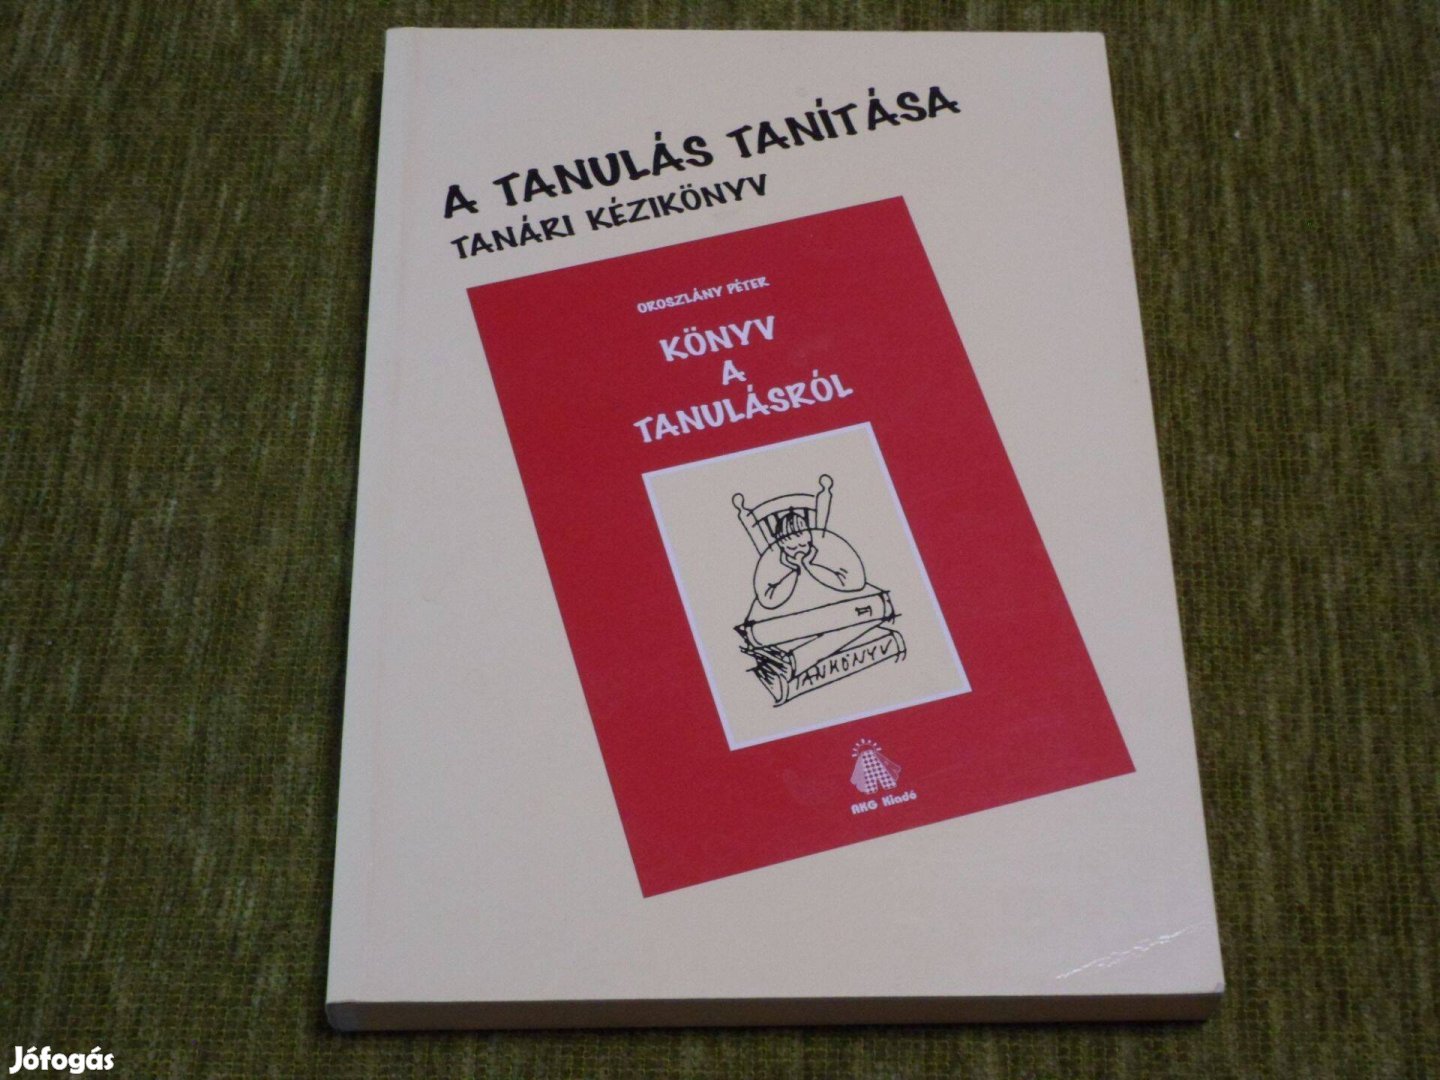 A TANULÁS TANÍTÁSA
TANÁRI KÉZIKÖNYV
OROSZLÁNY PÉTER
KÖNYV
A
TANULÁSRÓL
TANKÖNYV
AKG Kiadó
Jófogás